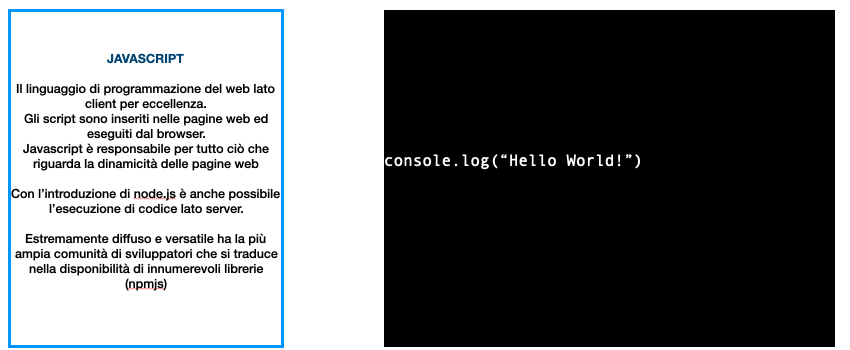 JAVASCRIPT
Il linguaggio di programmazione del web lato
client per eccellenza.
Gli script sono inseriti nelle pagine web ed
eseguiti dal browser.
Javascript è responsabile per tutto ciò che
riguarda la dinamicità delle pagine web
Con l’introduzione di node.js è anche possibile
l’esecuzione di codice lato server.
Estremamente diffuso e versatile ha la più
ampia comunità di sviluppatori che si traduce
nella disponibilità di innumerevoli librerie
(npmjs)
console.log(“Hello World!”)